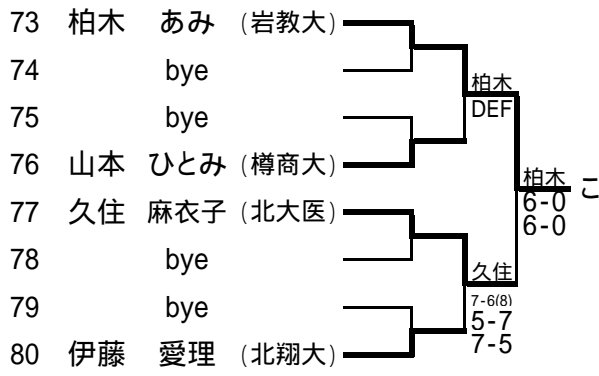 73 柏木 あみ (岩教大)
74 bye
柏木
DEF
75 bye
76 山本 ひとみ (樽商大)
柏木
6-0
6-0
こ
77 久住 麻衣子 (北大医)
78 bye
久住
7-6(8)
5-7
7-5
79 bye
80 伊藤 愛理 (北翔大)